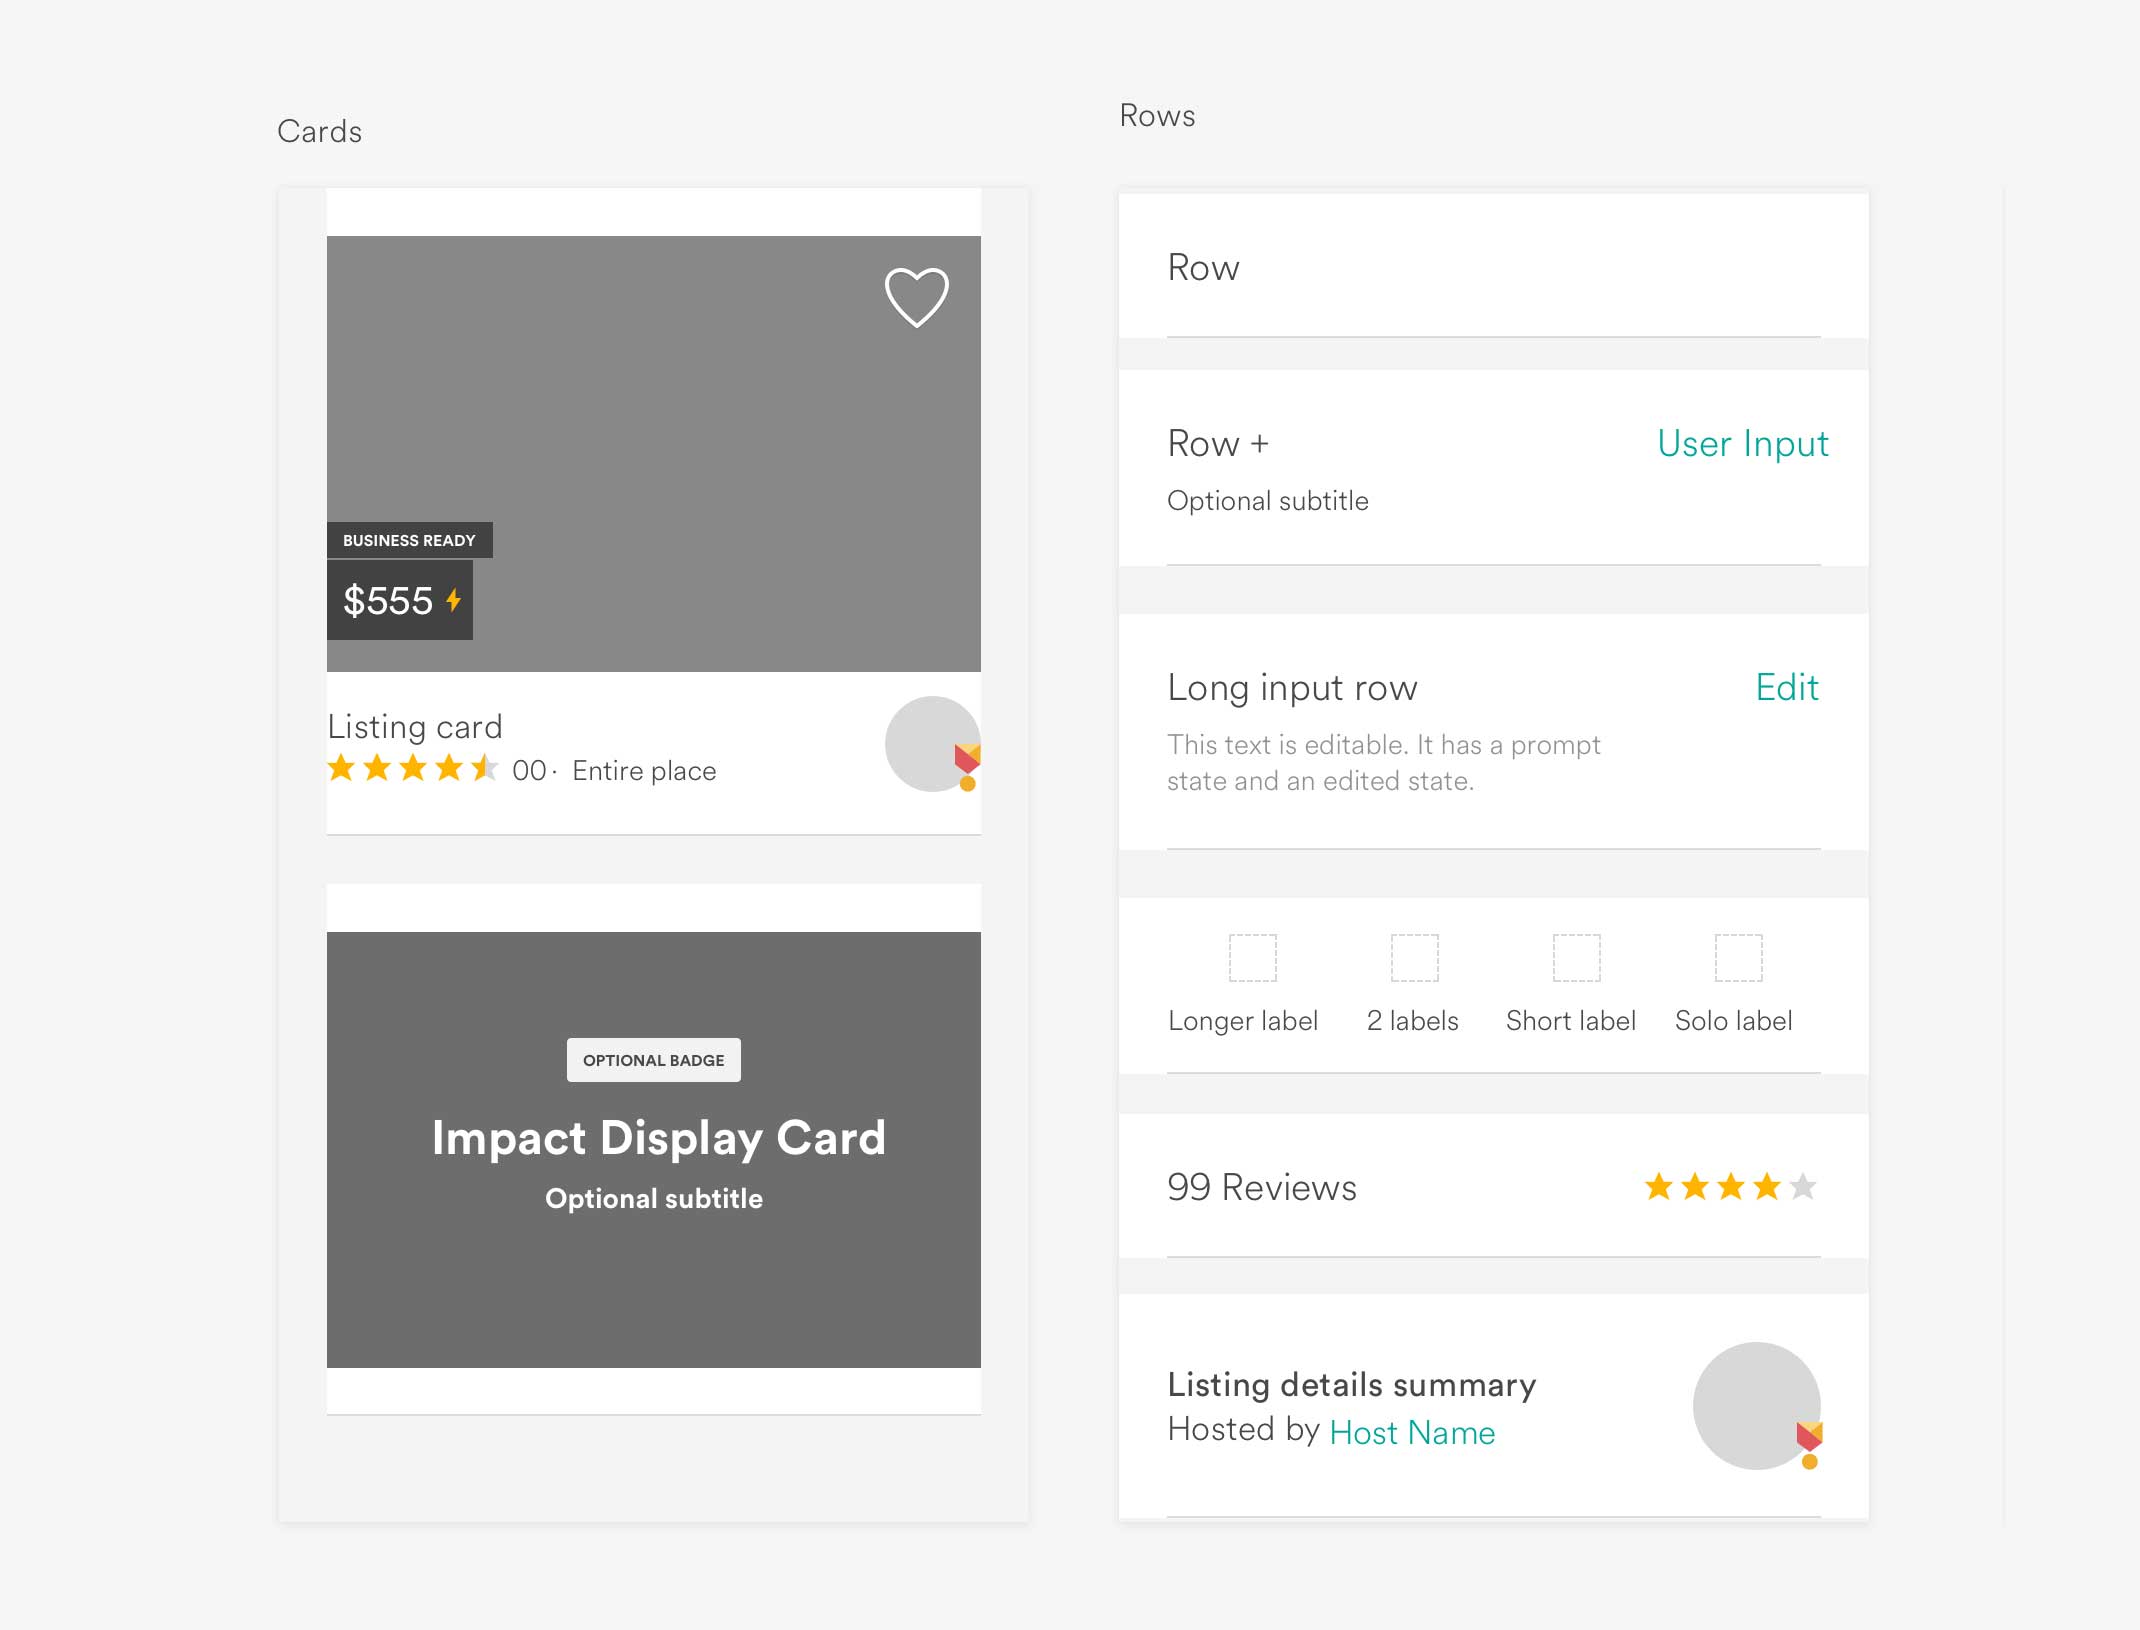 Cards
BUSINESS READY
$555
Listing card
00 · Entire place
OPTIONAL BADGE
Impact Display Card
Optional subtitle
Rows
Row
Row + User Input
Optional subtitle
Long input row Edit
This text is editable. It has a prompt
state and an edited state.
Longer label 2 labels Short label Solo label
99 Reviews
Listing details summary
Hosted by Host Name